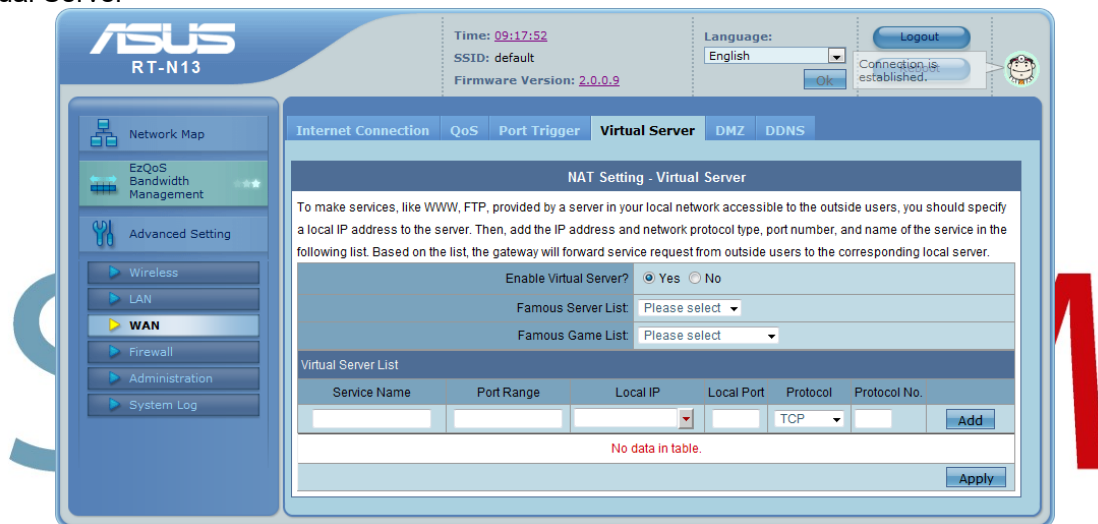 ASUS
RT-N13
Time: 09:17:52
SSID: default
Firmware Version: 2.0.0.9
Language:
English
Ok
Logout
Connection is
established.
Network Map
EzQoS
Bandwidth
Management
Advanced Setting
Wireless
LAN
WAN
Firewall
Administration
System Log
Internet Connection QoS Port Trigger Virtual Server DMZ DDNS
NAT Setting - Virtual Server
To make services, like WWW, FTP, provided by a server in your local network accessible to the outside users, you should specify
a local IP address to the server. Then, add the IP address and network protocol type, port number, and name of the service in the
following list. Based on the list, the gateway will forward service request from outside users to the corresponding local server.
Enable Virtual Server? Yes No
Famous Server List: Please select
Famous Game List: Please select
Virtual Server List
Service Name Port Range Local IP Local Port Protocol Protocol No.
TCP Add
No data in table.
Apply